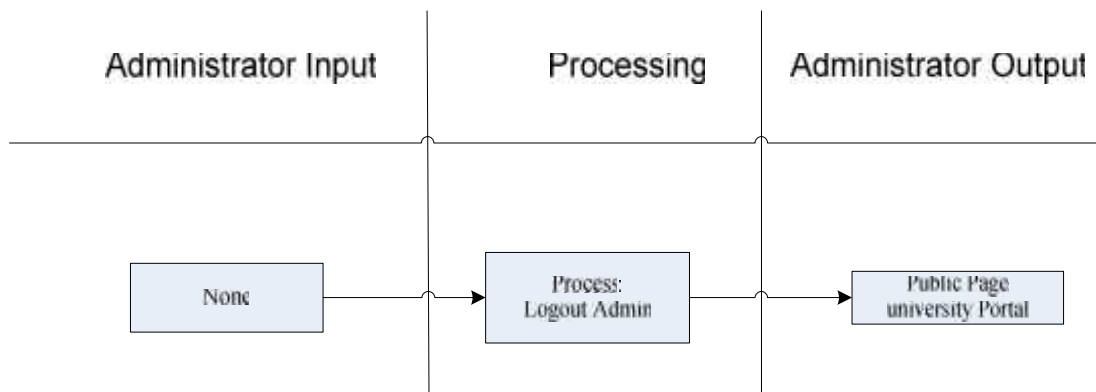 Administrator Input
Processing
Administrator Output
None
Process:
Logout Admin
Public Page
university Portal